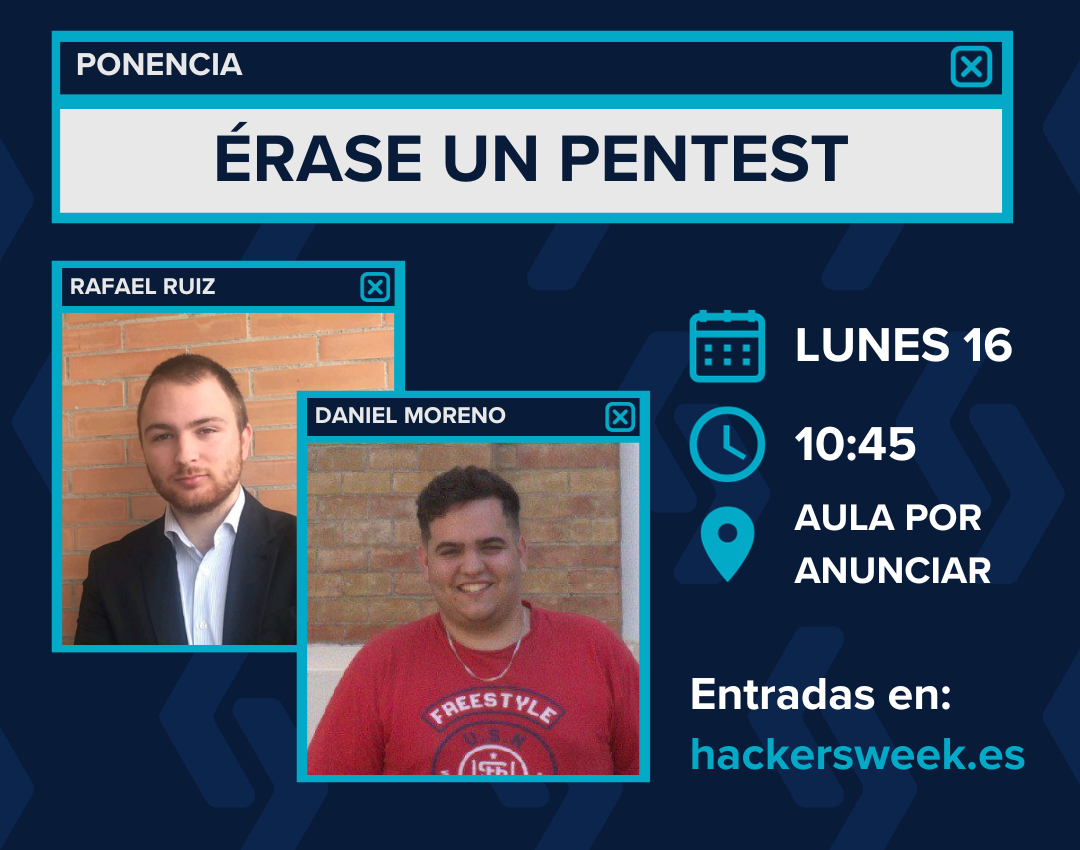 PONENCIA
ÉRASE UN PENTEST
RAFAEL RUIZ
DANIEL MORENO
FREESTYLE
U.S.N
LUNES 16
10:45
AULA POR
ANUNCIAR
Entradas en:
hackersweek.es